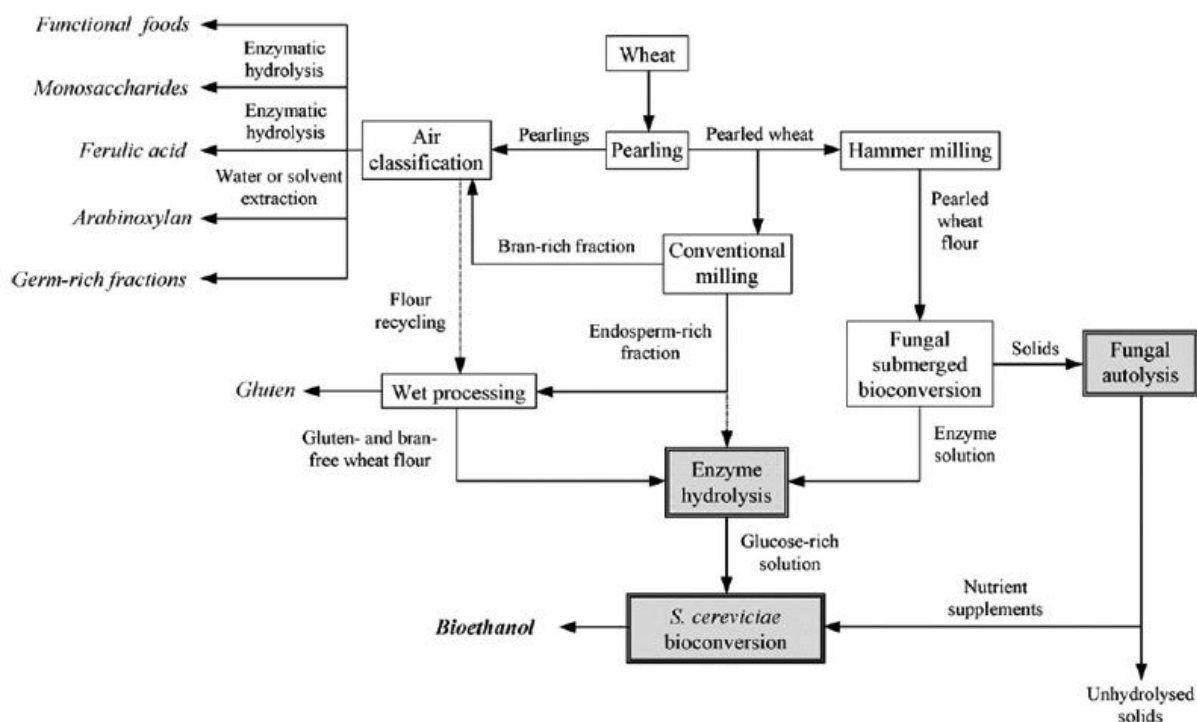 Functional foods
Enzymatic
hydrolysis
Monosaccharides
Enzymatic
hydrolysis
Ferulic acid
Water or solvent
extraction
Arabinoxylan
Germ-rich fractions
Wheat
Air
classification
Pearlings
Pearling
Pearled wheat
Hammer milling
Pearled
wheat
flour
Bran-rich fraction
Conventional
milling
Flour
recycling
Endosperm-rich
fraction
Fungal
submerged
bioconversion
Solids
Fungal
autolysis
Gluten
Wet processing
Gluten- and bran-
free wheat flour
Enzyme
solution
Enzyme
hydrolysis
Glucose-rich
solution
Nutrient
supplements
Bioethanol
S. cereviciae
bioconversion
Unhydrolysed
solids